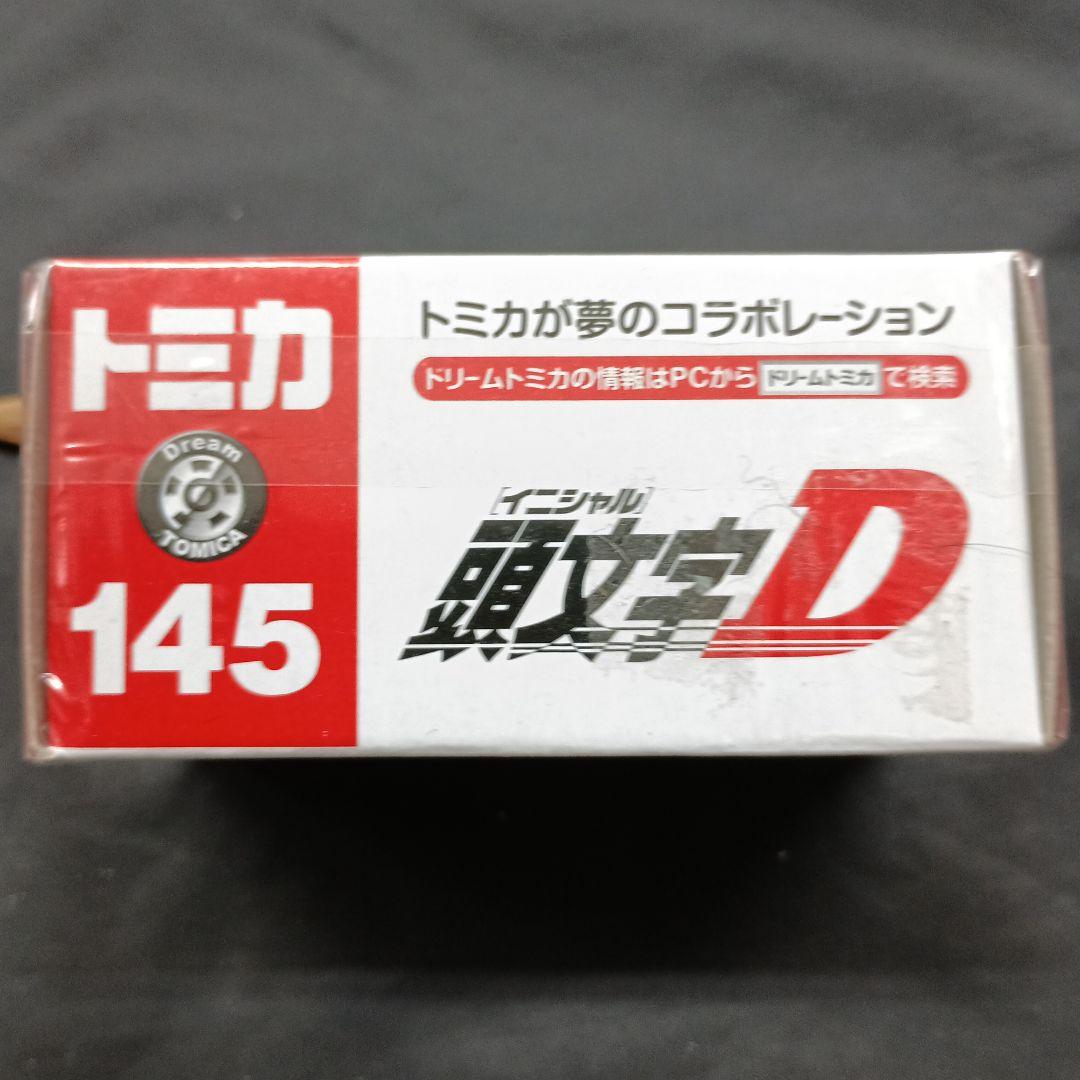 トミカ
Dream
TOMICA
145
トミカが夢のコラボレーション
ドリームトミカの情報はPCから ドリームトミカ で検索
[イニシャル]
頭文字D